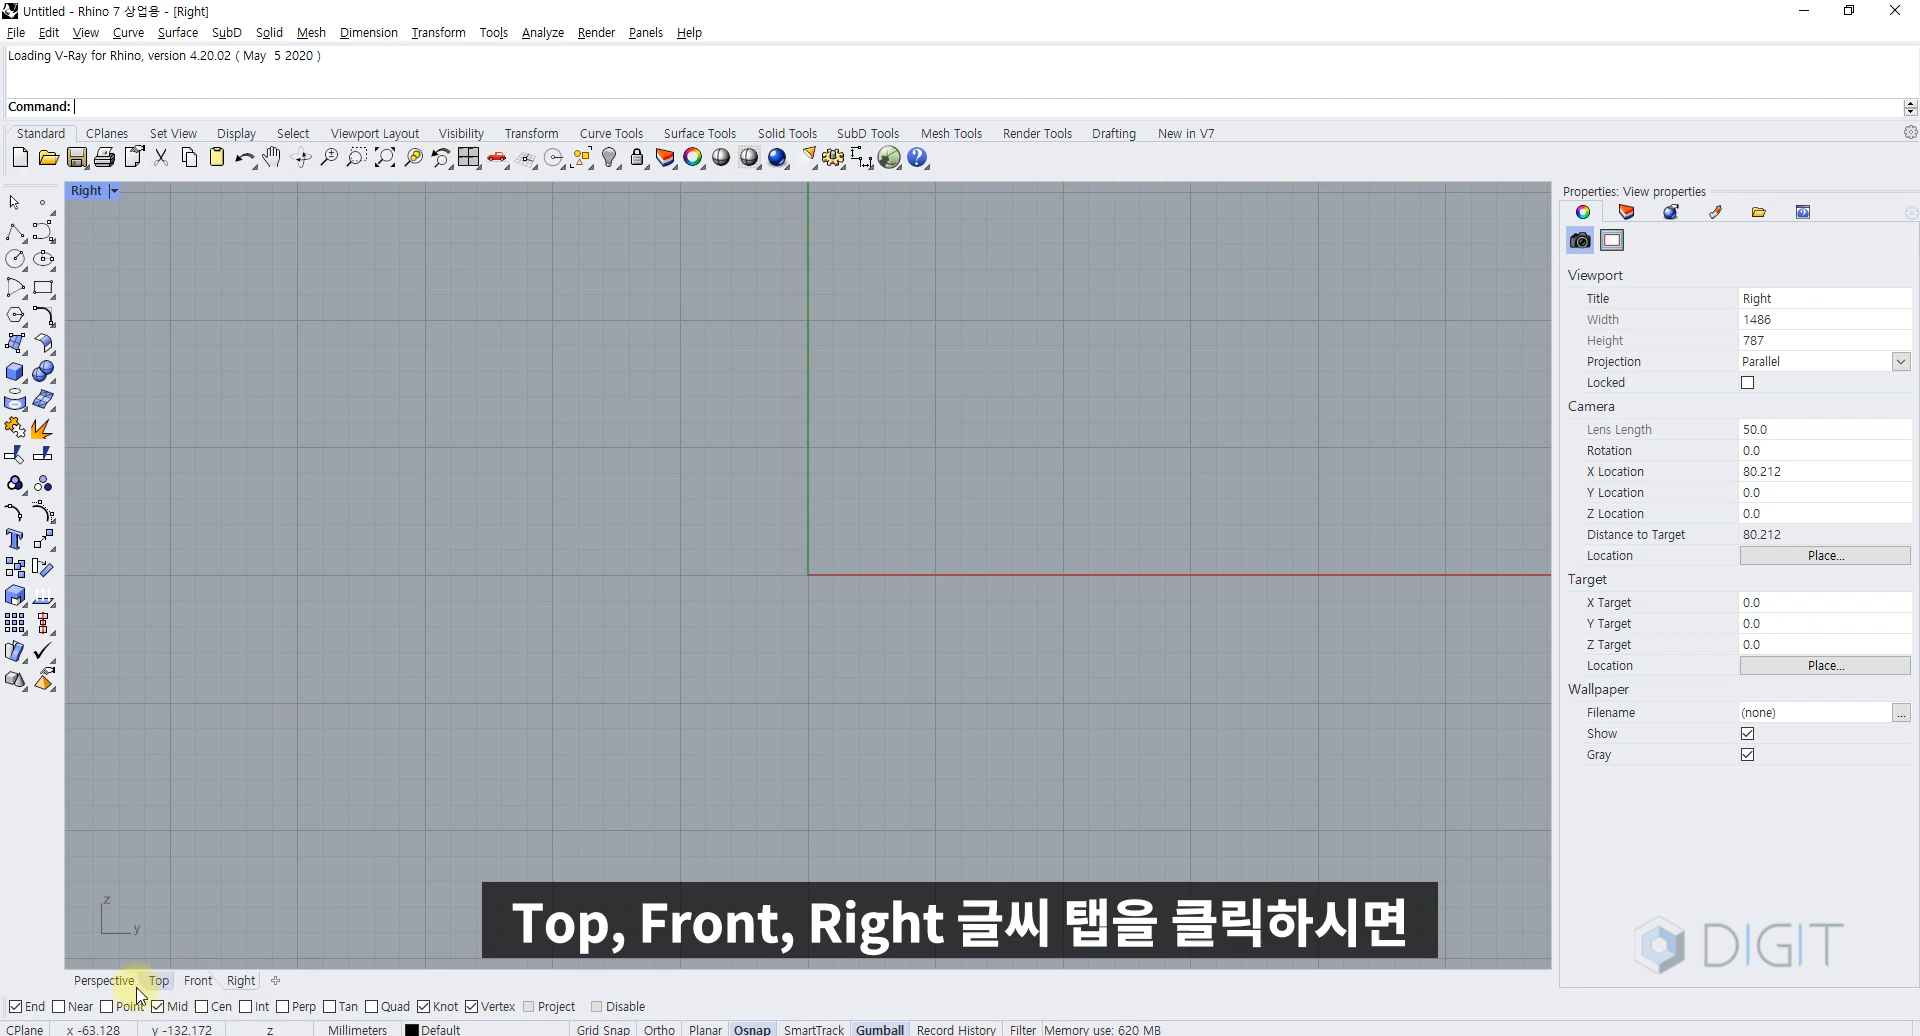 Untitled - Rhino 7 상업용 - [Right]
File Edit View Curve Surface SubD Solid Mesh Dimension Transform Tools Analyze Render Panels Help
Loading V-Ray for Rhino, version 4.20.02 ( May 5 2020 )
Command:
Standard CPlanes Set View Display Select Viewport Layout Visibility Transform Curve Tools Surface Tools Solid Tools SubD Tools Mesh Tools Render Tools Drafting New in V7
Right
Properties: View properties
Viewport
Title Right
Width 1486
Height 787
Projection Parallel
Locked
Camera
Lens Length 50.0
Rotation 0.0
X Location 80.212
Y Location 0.0
Z Location 0.0
Distance to Target 80.212
Location Place...
Target
X Target 0.0
Y Target 0.0
Z Target 0.0
Location Place...
Wallpaper
Filename (none) ...
Show
Gray
z
y
Top, Front, Right 글씨 탭을 클릭하시면
DIGIT
Perspective Top Front Right
End Near Point Mid Cen Int Perp Tan Quad Knot Vertex Project Disable
CPlane x -63.128 y -132.172 z Millimeters Default Grid Snap Ortho Planar Osnap SmartTrack Gumball Record History Filter Memory use: 620 MB